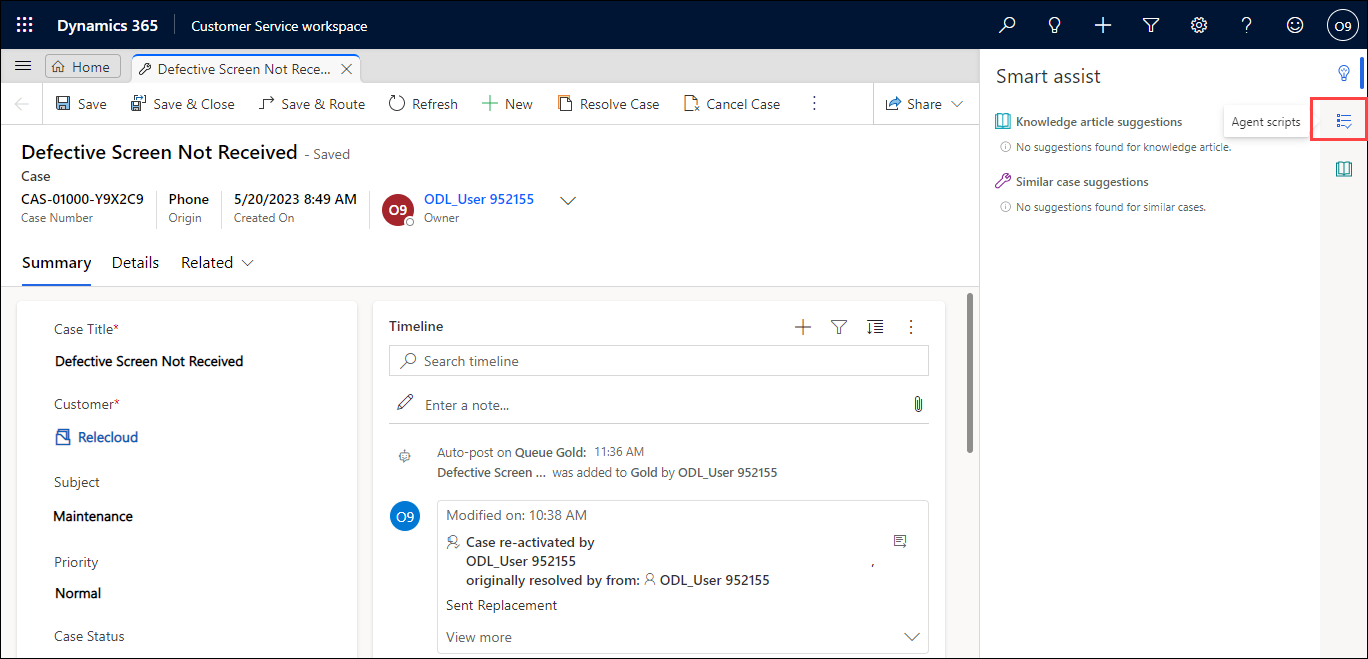 Dynamics 365 Customer Service workspace O9
Home Defective Screen Not Rece...
Save Save & Close Save & Route Refresh New Resolve Case Cancel Case Share
Defective Screen Not Received - Saved
Case
CAS-01000-Y9X2C9 Phone 5/20/2023 8:49 AM O9 ODL_User 952155
Case Number Origin Created On Owner
Summary Details Related
Case Title*
Defective Screen Not Received
Customer*
Relecloud
Subject
Maintenance
Priority
Normal
Case Status
Timeline
Search timeline
Enter a note...
Auto-post on Queue Gold: 11:36 AM
Defective Screen ... was added to Gold by ODL_User 952155
O9
Modified on: 10:38 AM
Case re-activated by
ODL_User 952155
,
originally resolved by from: ODL_User 952155
Sent Replacement
View more
Smart assist
Knowledge article suggestions
No suggestions found for knowledge article.
Similar case suggestions
No suggestions found for similar cases.
Agent scripts